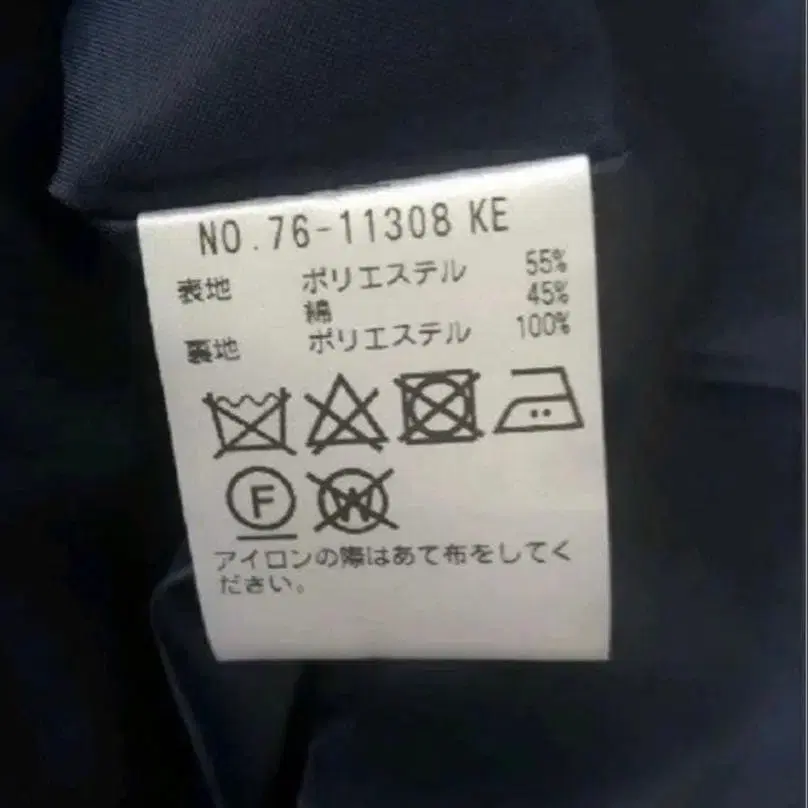 NO.76-11308 KE
表地 ポリエステル 55%
綿 45%
裏地 ポリエステル 100%
F W
アイロンの際はあて布をしてく
ださい。